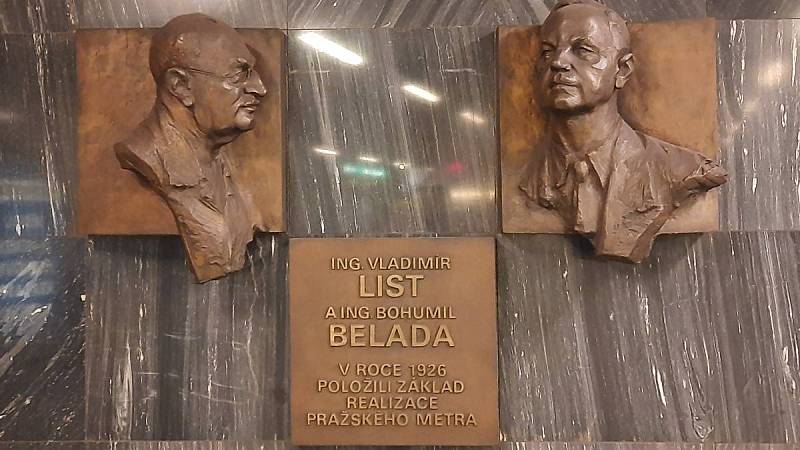 ING. VLADIMÍR
LIST
A ING. BOHUMIL
BELADA
V ROCE 1926
POLOŽILI ZÁKLAD
REALIZACE
PRAŽSKÉHO METRA